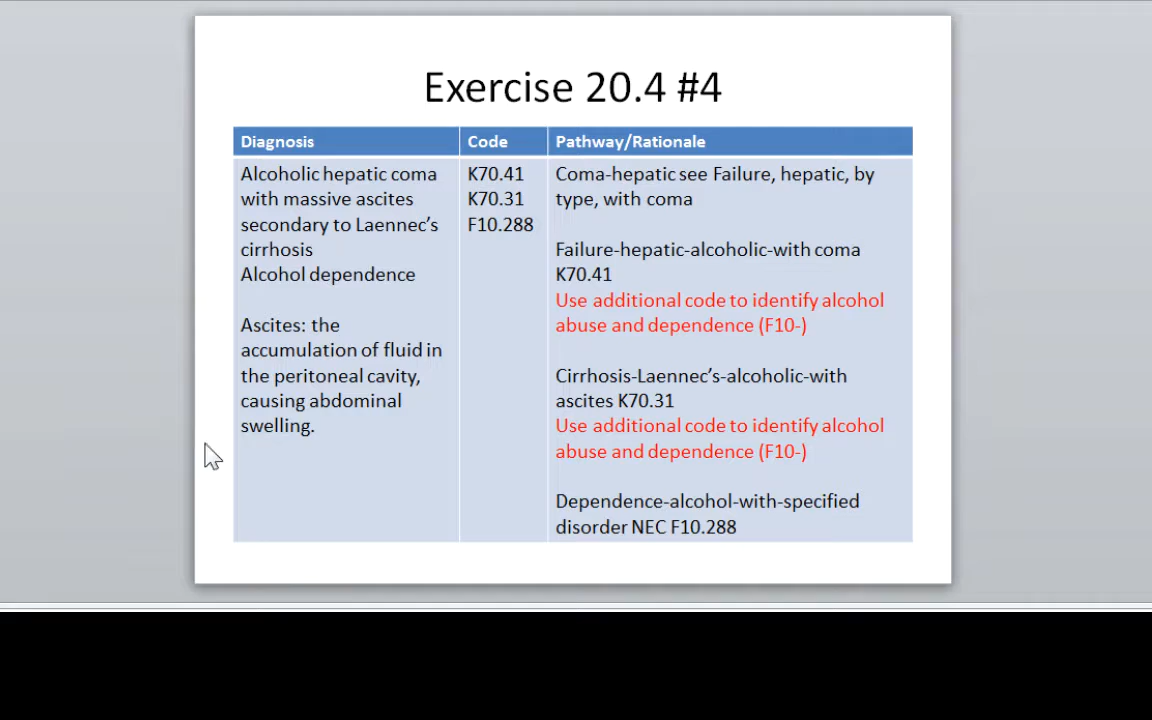 Exercise 20.4 #4
Diagnosis
Code
Pathway/Rationale
Alcoholic hepatic coma
with massive ascites
secondary to Laennec's
cirrhosis
Alcohol dependence
Ascites: the
accumulation of fluid in
the peritoneal cavity,
causing abdominal
swelling.
K70.41
K70.31
F10.288
Coma-hepatic see Failure, hepatic, by
type, with coma
Failure-hepatic-alcoholic-with coma
K70.41
Use additional code to identify alcohol
abuse and dependence (F10-)
Cirrhosis-Laennec's-alcoholic-with
ascites K70.31
Use additional code to identify alcohol
abuse and dependence (F10-)
Dependence-alcohol-with-specified
disorder NEC F10.288